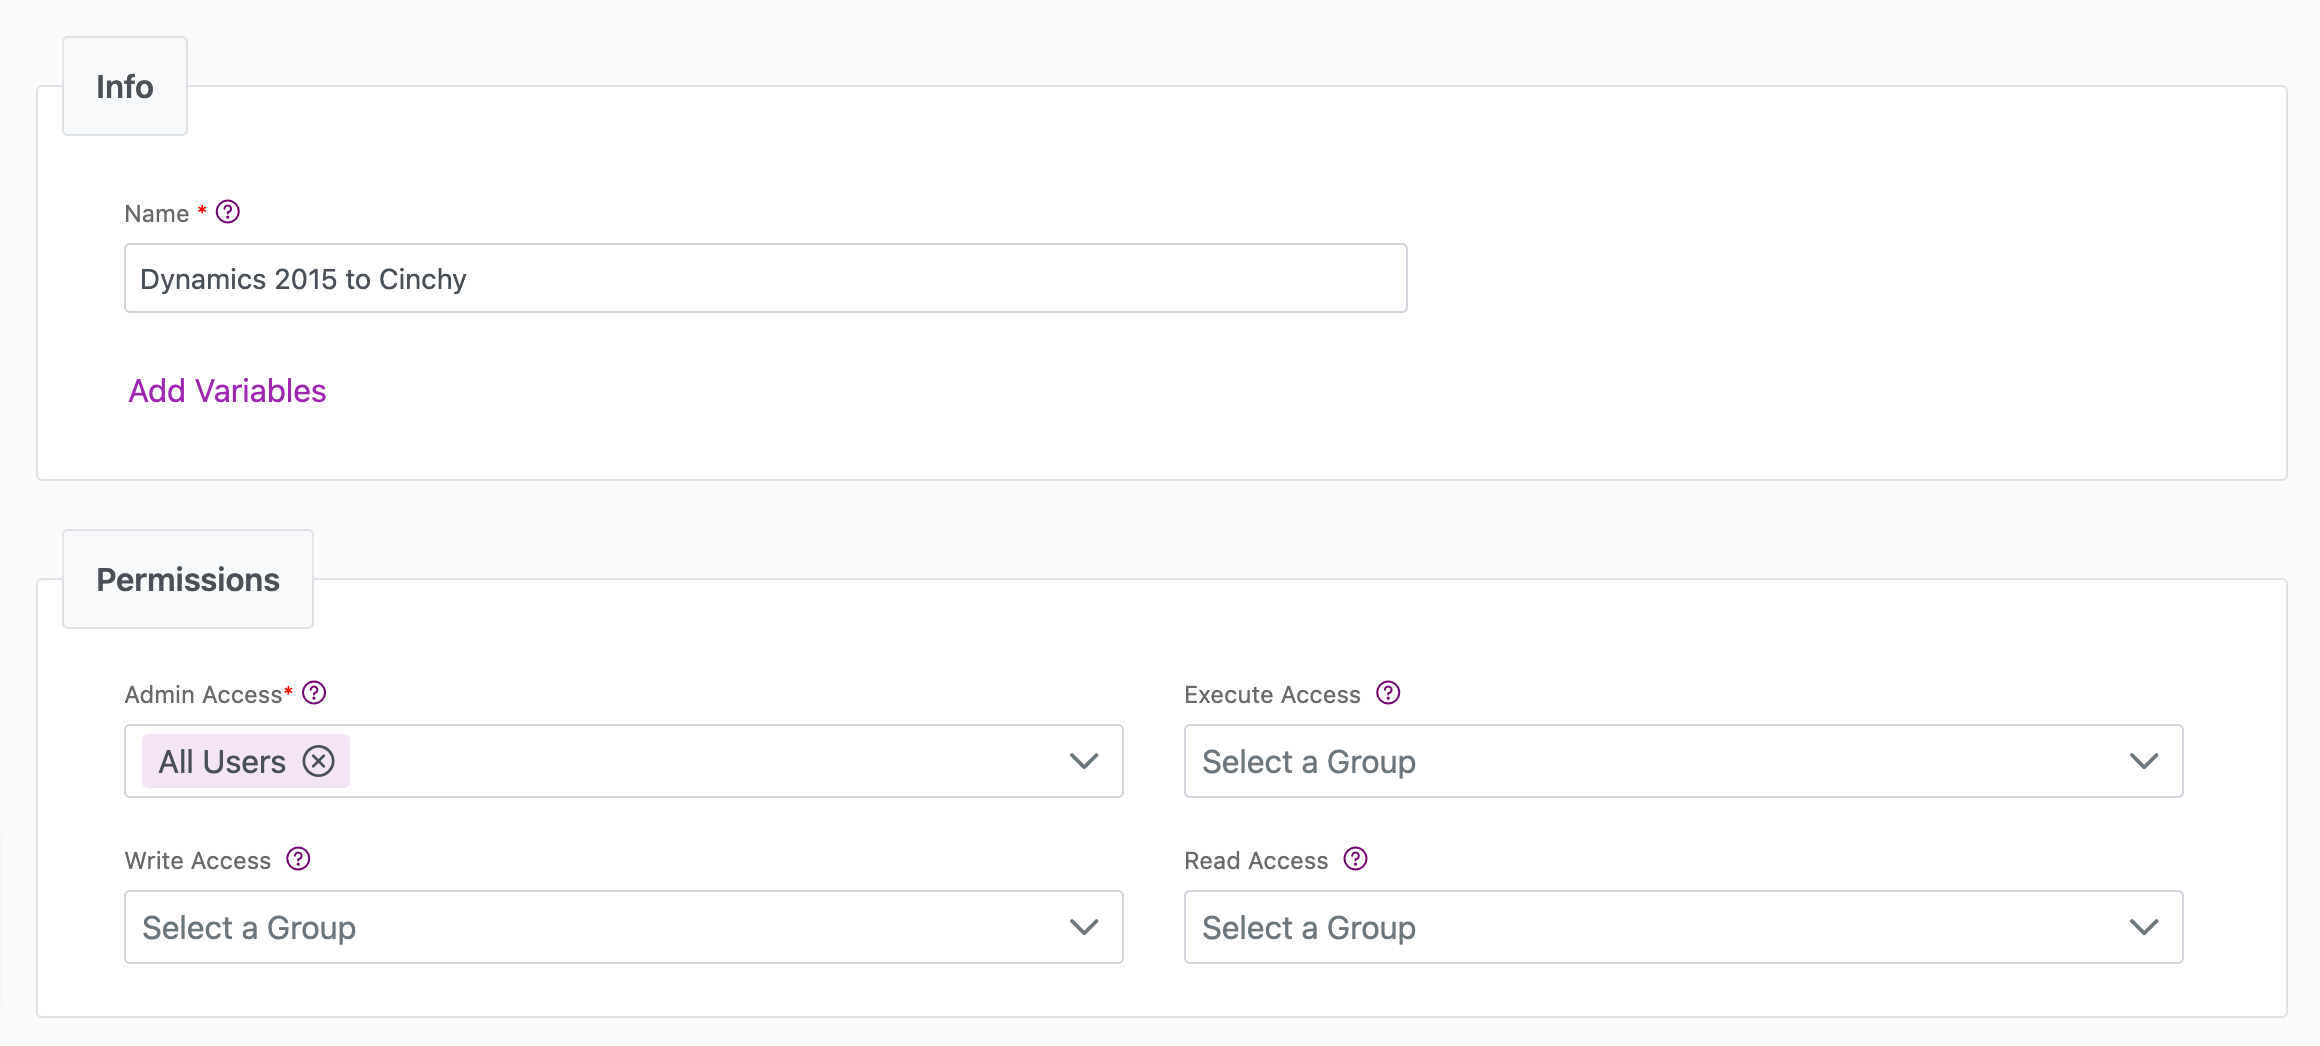 Info
Name *
Dynamics 2015 to Cinchy
Add Variables
Permissions
Admin Access*
All Users
Execute Access
Select a Group
Write Access
Select a Group
Read Access
Select a Group